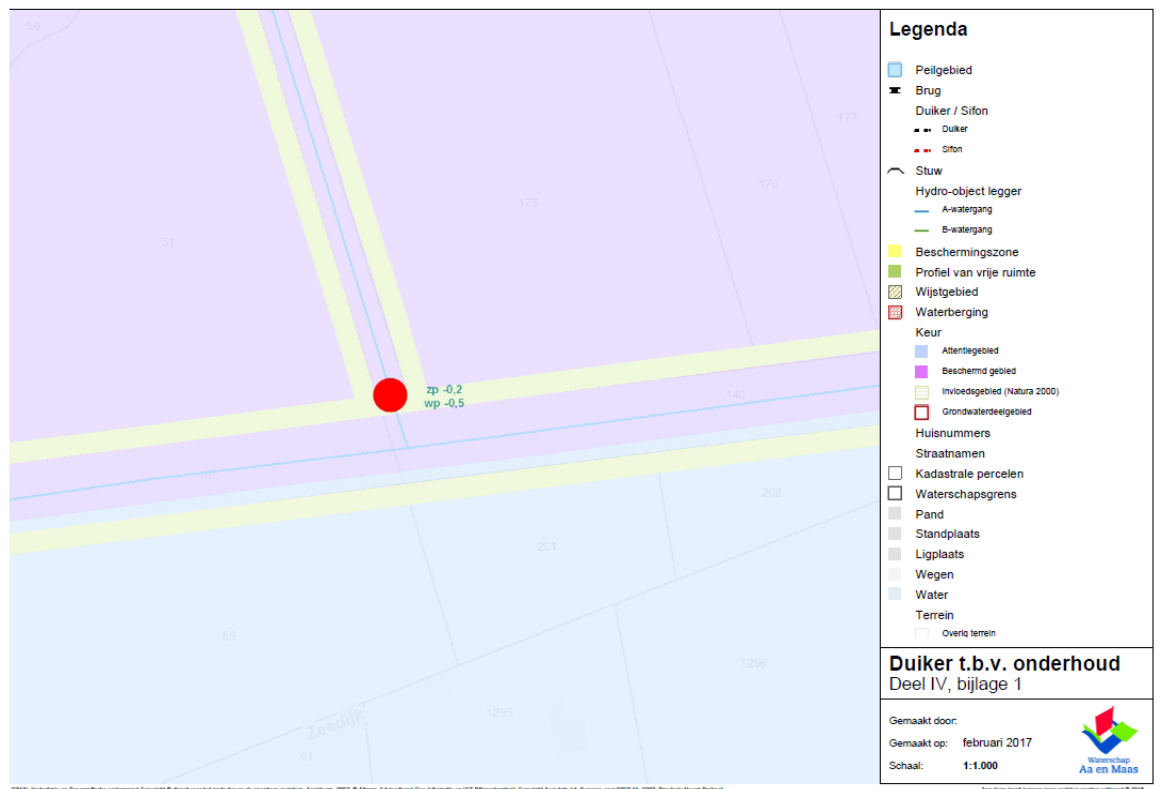 50
177
176
175
51
zp -0,2
wp -0,5
140
10
202
201
69
1296
1295
Zeedijk
61
Legenda
Peilgebied
Brug
Duiker / Sifon
Duiker
Sifon
Stuw
Hydro-object legger
A-watergang
B-watergang
Beschermingszone
Profiel van vrije ruimte
Wijstgebied
Waterberging
Keur
Attentiegebied
Beschermd gebied
Invloedsgebied (Natura 2000)
Grondwaterdeelgebied
Huisnummers
Straatnamen
Kadastrale percelen
Waterschapsgrens
Pand
Standplaats
Ligplaats
Wegen
Water
Terrein
Overig terrein
Duiker t.b.v. onderhoud
Deel IV, bijlage 1
Gemaakt door:
Gemaakt op: februari 2017
Schaal: 1:1.000
Waterschap
Aa en Maas